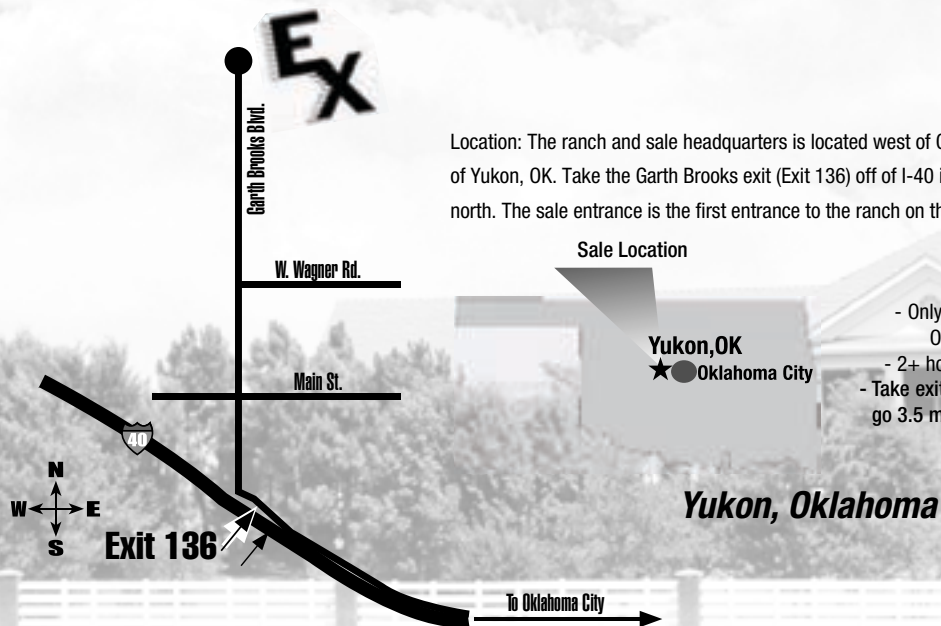 EX
Garth Brooks Blvd.
Location: The ranch and sale headquarters is located west of
of Yukon, OK. Take the Garth Brooks exit (Exit 136) off of I-40
north. The sale entrance is the first entrance to the ranch on
Sale Location
W. Wagner Rd.
- Only
Yukon,OK
- 2+
Oklahoma City
Main St.
- Take
go 3.5
40
N
W E
S
Yukon, Oklahoma
Exit 136
To Oklahoma City